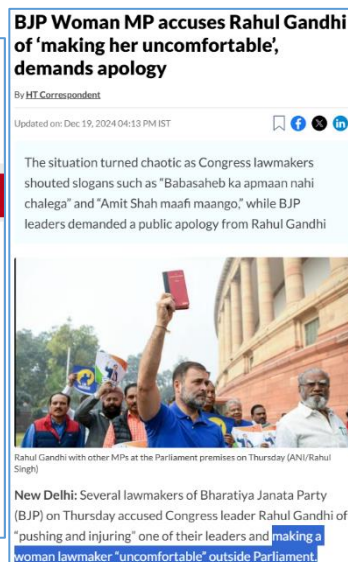 BJP Woman MP accuses Rahul Gandhi
of ‘making her uncomfortable’,
demands apology
By HT Correspondent
Updated on: Dec 19, 2024 04:13 PM IST
The situation turned chaotic as Congress lawmakers
shouted slogans such as “Babasaheb ka apmaan nahi
chalega” and “Amit Shah maafi maango,” while BJP
leaders demanded a public apology from Rahul Gandhi
Rahul Gandhi with other MPs at the Parliament premises on Thursday (ANI/Rahul
Singh)
New Delhi: Several lawmakers of Bharatiya Janata Party
(BJP) on Thursday accused Congress leader Rahul Gandhi of
“pushing and injuring” one of their leaders and making a
woman lawmaker “uncomfortable” outside Parliament.